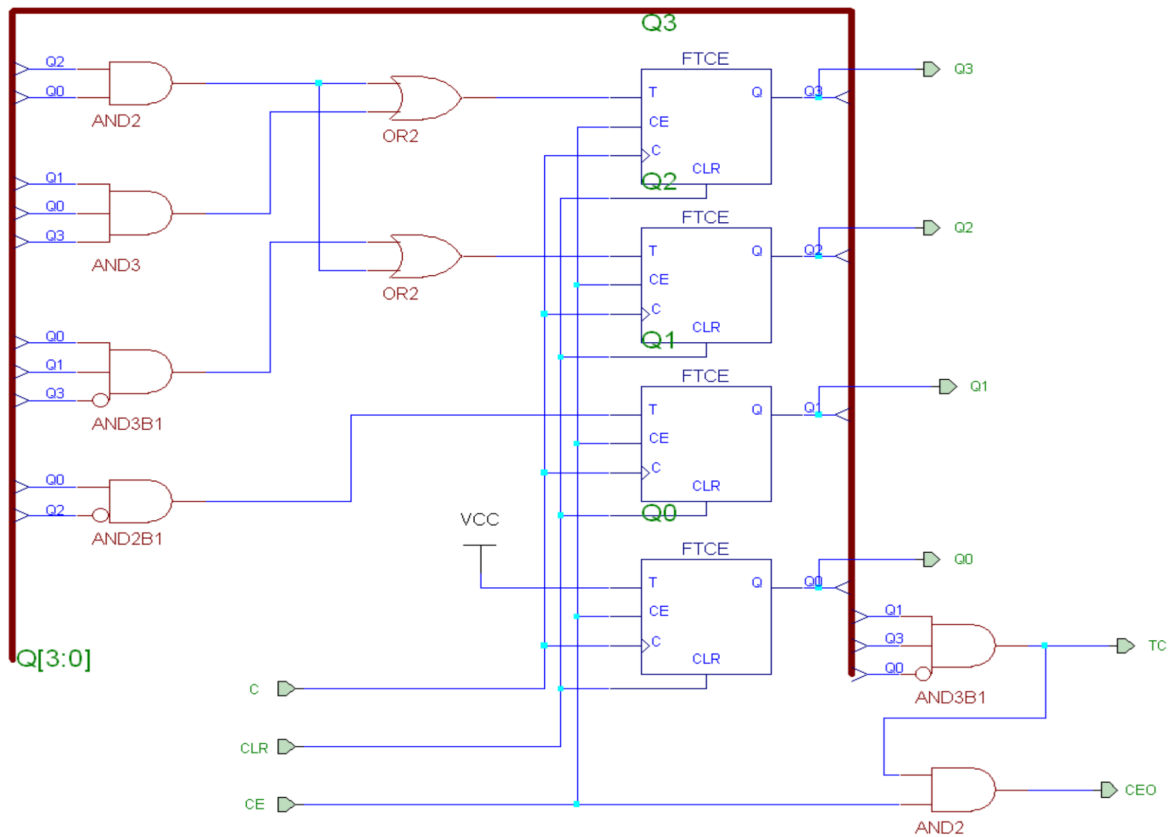 Q3
FTCE
Q3
Q2
Q0
AND2
OR2
T
Q
Q3
CE
C
CLR
Q1
Q0
Q3
AND3
Q2
FTCE
Q2
OR2
T
Q
Q2
CE
C
CLR
Q0
Q1
Q3
AND3B1
Q1
FTCE
Q1
T
Q
Q1
CE
C
CLR
Q0
Q2
AND2B1
VCC
Q0
FTCE
Q0
T
Q
Q0
CE
C
CLR
Q1
Q3
Q0
AND3B1
TC
Q[3:0]
C
CLR
CE
AND2
CEO